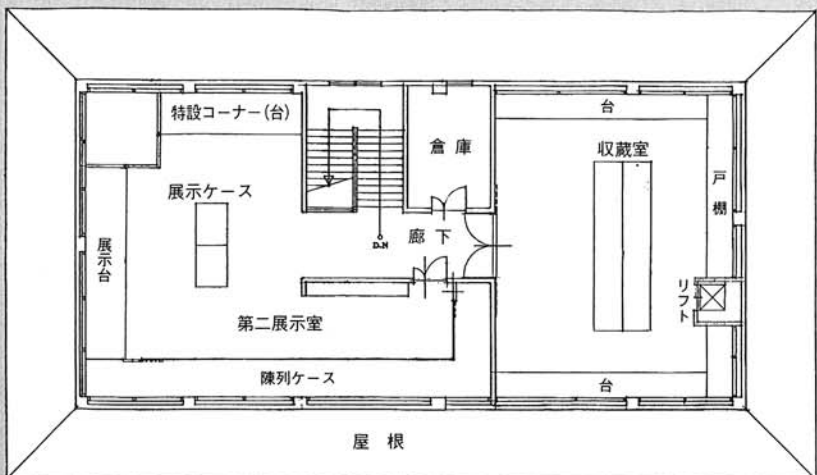 特設コーナー(台)
台
倉庫
収蔵室
展示ケース
戸棚
展示台
D.N
廊下
リフト
第二展示室
陳列ケース
台
屋根